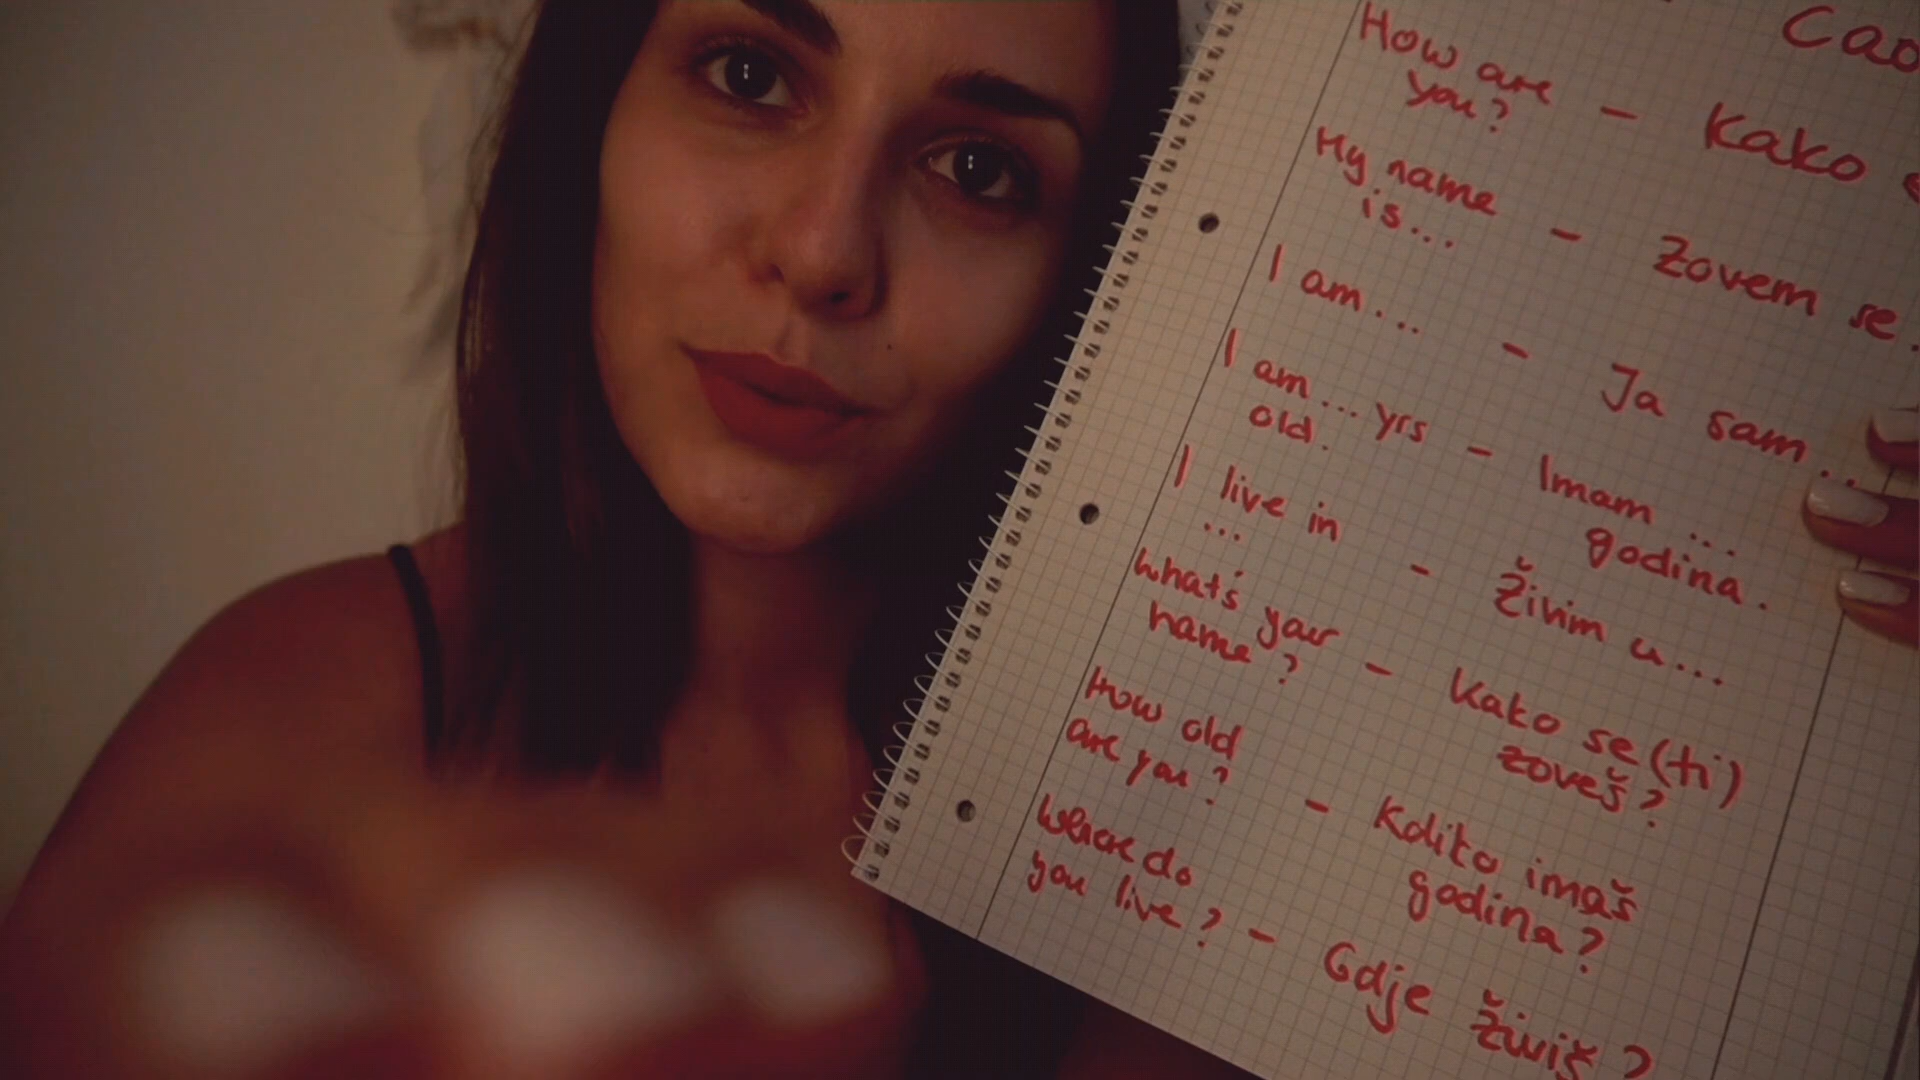 Cao
How are - Kako
you?
My name - Zovem se.
is...
I am... - Ja sam...
I am... yrs - Imam ...
old. godina.
I live in - Živim u...
...
What's your - Kako se (ti)
name? zoveš?
How old - Koliko imaš
are you? godina?
Where do - Gdje živiš?
you live?